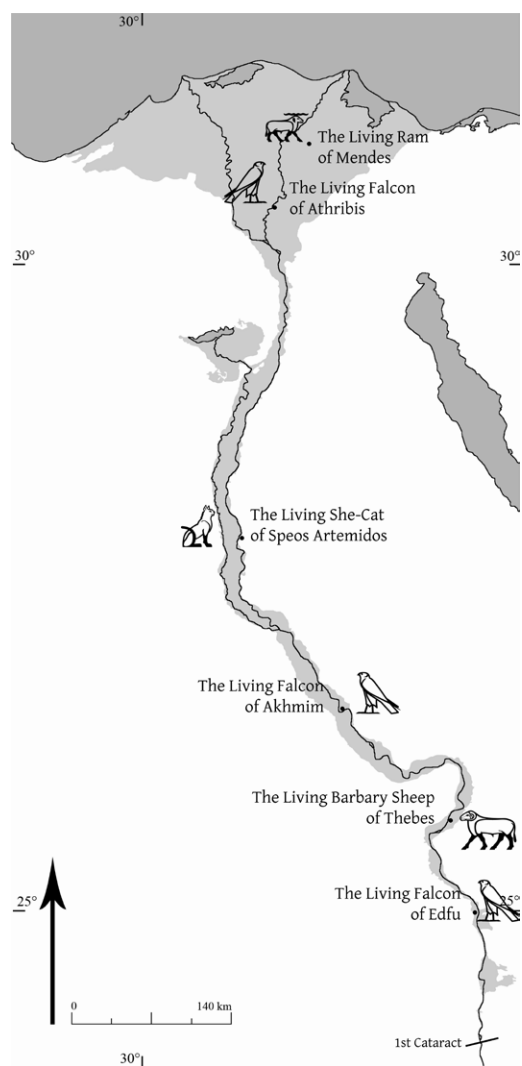 30°
The Living Ram
of Mendes
The Living Falcon
of Athribis
30°
30°
The Living She-Cat
of Speos Artemidos
The Living Falcon
of Akhmim
The Living Barbary Sheep
of Thebes
The Living Falcon
of Edfu
25°
25°
0
140 km
1st Cataract
30°